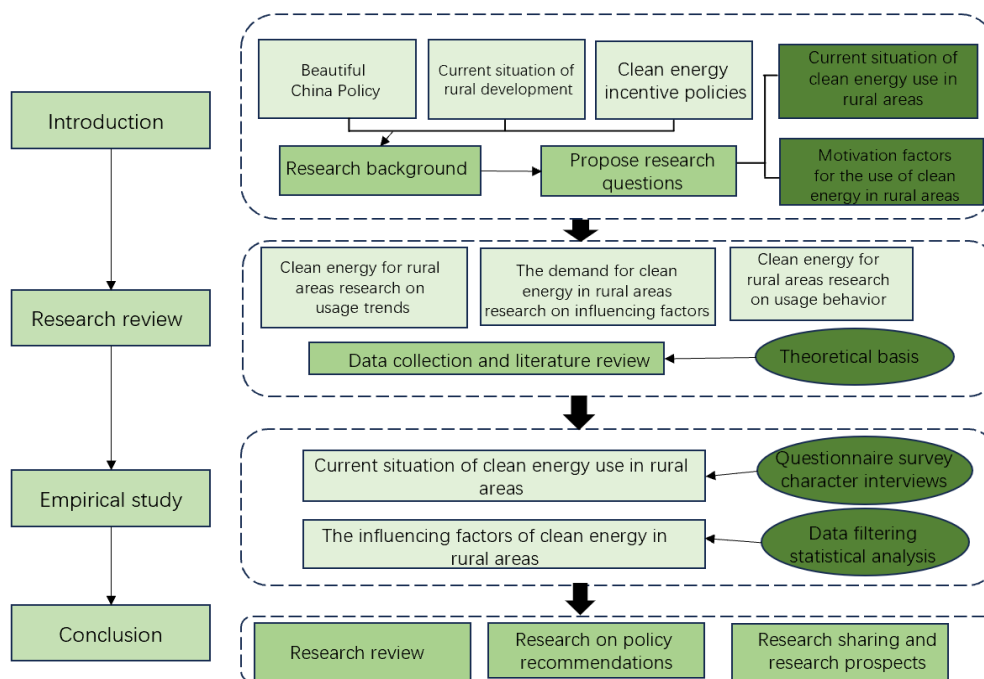 Introduction
Research review
Empirical study
Conclusion
Beautiful
China Policy
Current situation of
rural development
Clean energy
incentive policies
Current situation of
clean energy use in
rural areas
Research background
Propose research
questions
Motivation factors
for the use of clean
energy in rural areas
Clean energy for rural
areas research on
usage trends
The demand for clean
energy in rural areas
research on influencing factors
Clean energy for
rural areas research
on usage behavior
Data collection and literature review
Theoretical basis
Current situation of clean energy use in rural
areas
Questionnaire survey
character interviews
The influencing factors of clean energy in
rural areas
Data filtering
statistical analysis
Research review
Research on policy
recommendations
Research sharing and
research prospects